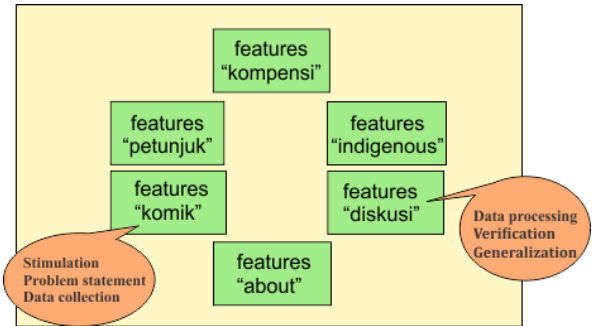 features
“kompensi”
features
“petunjuk”
features
“indigenous”
features
“komik”
features
“diskusi”
Stimulation
Problem statement
Data collection
Data processing
Verification
Generalization
features
“about”